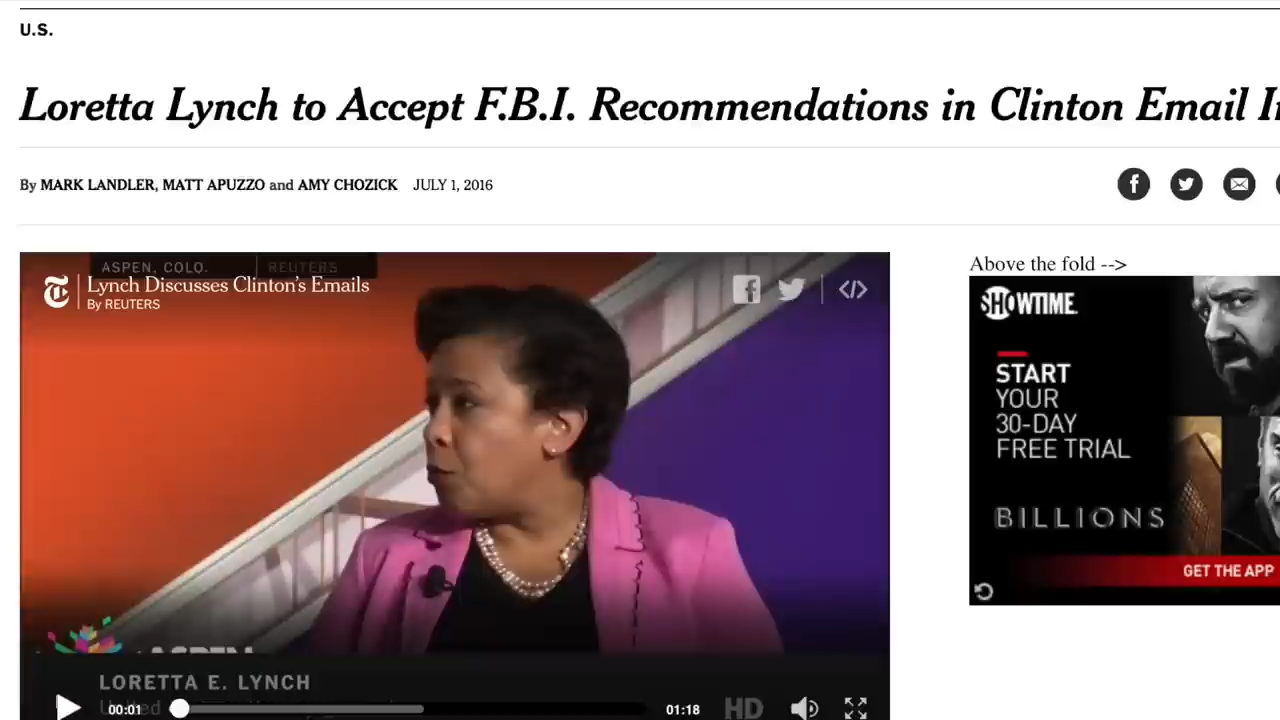 U.S.
Loretta Lynch to Accept F.B.I. Recommendations in Clinton Email
By MARK LANDLER, MATT APUZZO and AMY CHOZICK JULY 1, 2016
ASPEN, COLO. REUTERS
Lynch Discusses Clinton's Emails
By REUTERS
Above the fold -->
SHOWTIME
START
YOUR
30-DAY
FREE TRIAL
BILLIONS
GET THE APP
ASPEN
LORETTA E. LYNCH
United
00:01 01:18 HD